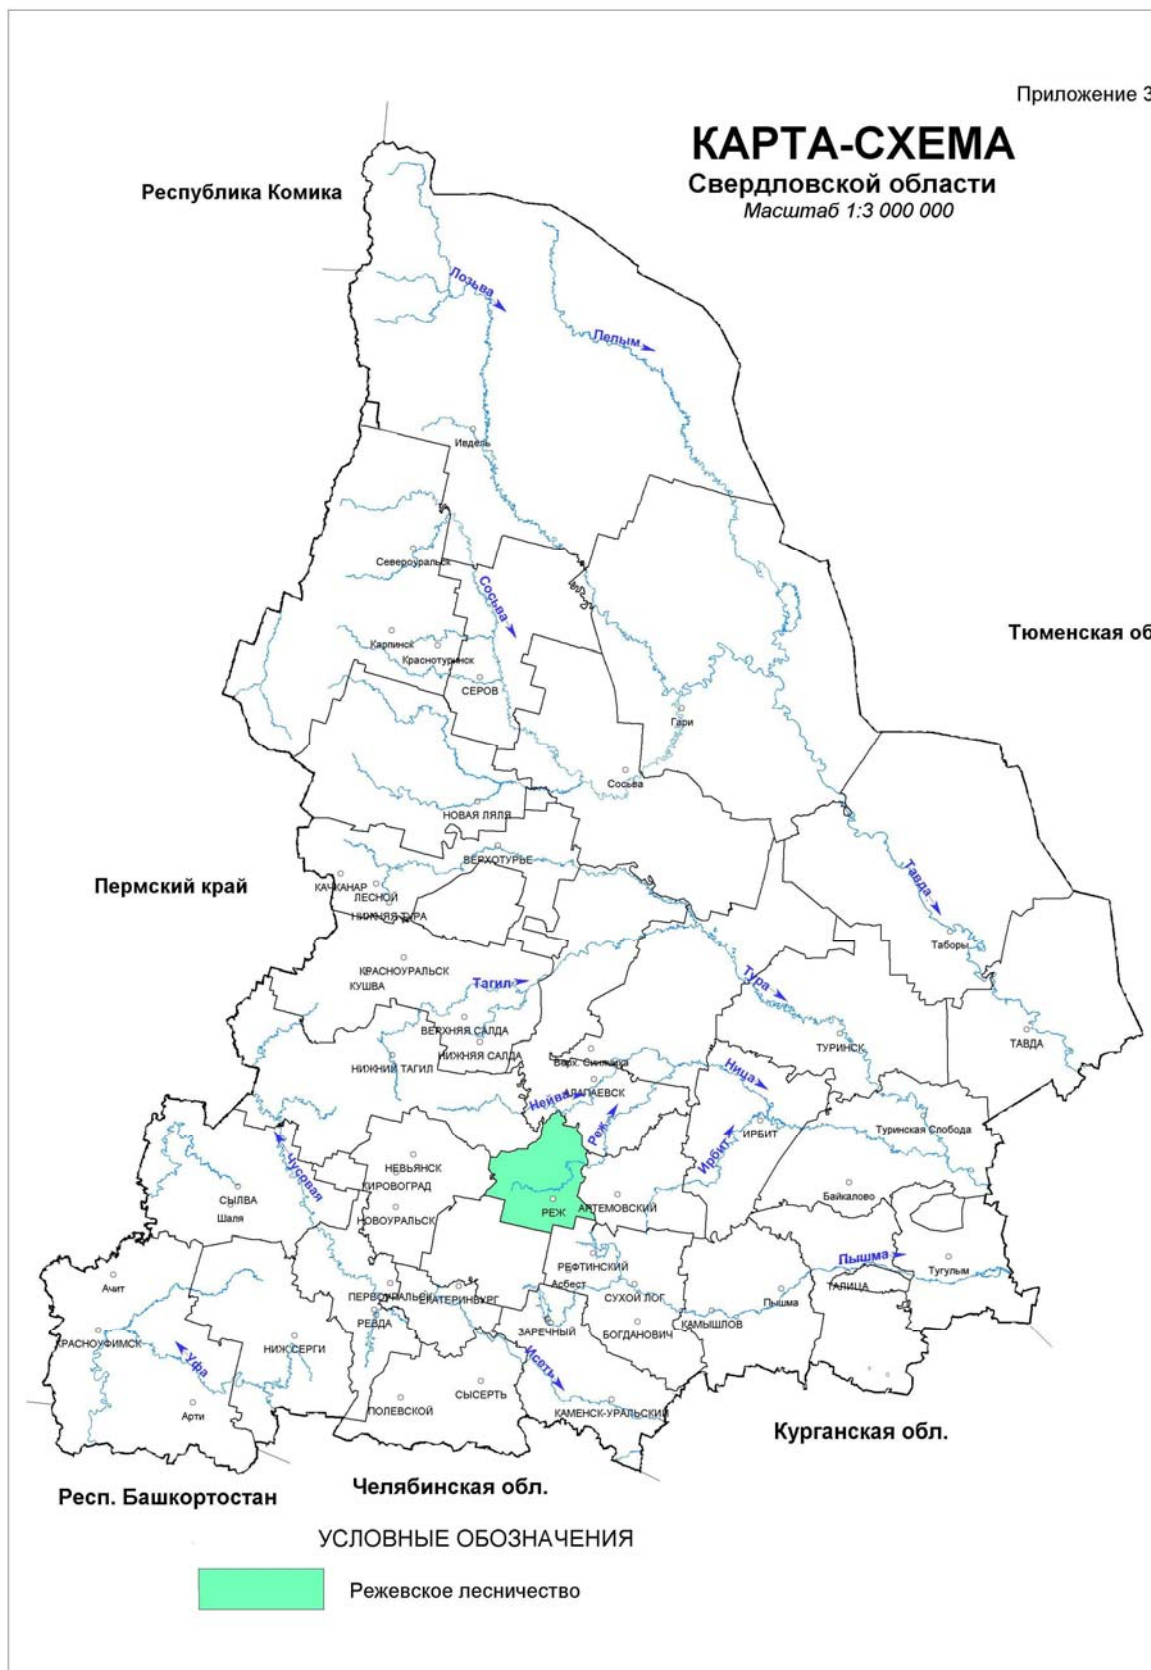 Приложение 3
КАРТА-СХЕМА
Свердловской области
Масштаб 1:3 000 000
Республика Комика
Лозьва
Пелым
Ивдель
Североуральск
Сосьва
Тюменская об
Карпинск
Краснотуринск
СЕРОВ
Гари
Сосьва
НОВАЯ ЛЯЛЯ
ВЕРХОТУРЬЕ
Пермский край
КАЧКАНАР
ЛЕСНОЙ
НИЖНЯЯ ТУРА
Тавда
Таборы
КРАСНОУРАЛЬСК
КУШВА
Тагил
Тура
ВЕРХНЯЯ САЛДА
ТУРИНСК
ТАВДА
НИЖНЯЯ САЛДА
НИЖНИЙ ТАГИЛ
Верх. Синячиха
Ница
АЛАПАЕВСК
Нейва
Реж
Ирбит
ИРБИТ
Туринская Слобода
Чусовая
НЕВЬЯНСК
КИРОВОГРАД
СЫЛВА
Шаля
НОВОУРАЛЬСК
РЕЖ
АРТЕМОВСКИЙ
Байкалово
Пышма
Тугулым
РЕФТИНСКИЙ
Асбест
СУХОЙ ЛОГ
Ачит
ПЕРВОУРАЛЬСК
ЕКАТЕРИНБУРГ
Пышма
ТАЛИЦА
РЕВДА
ЗАРЕЧНЫЙ
БОГДАНОВИЧ
КАМЫШЛОВ
КРАСНОУФИМСК
НИЖ.СЕРГИ
Уфа
Исеть
СЫСЕРТЬ
Арти
ПОЛЕВСКОЙ
КАМЕНСК-УРАЛЬСКИЙ
Курганская обл.
Челябинская обл.
Респ. Башкортостан
УСЛОВНЫЕ ОБОЗНАЧЕНИЯ
Режевское лесничество